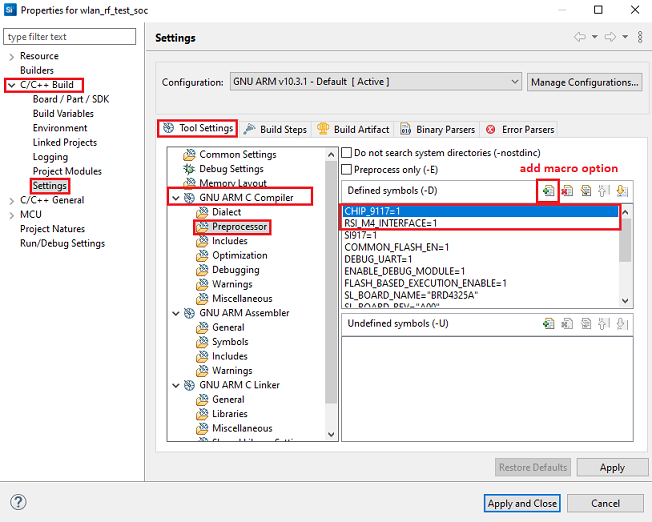 Properties for wlan_rf_test_soc
type filter text
Resource
Builders
C/C++ Build
Board / Part / SDK
Build Variables
Environment
Linked Projects
Logging
Project Modules
Settings
C/C++ General
MCU
Project Natures
Run/Debug Settings
Settings
Configuration: GNU ARM v10.3.1 - Default [ Active ] Manage Configurations...
Tool Settings Build Steps Build Artifact Binary Parsers Error Parsers
Common Settings
Debug Settings
Memory Layout
GNU ARM C Compiler
Dialect
Preprocessor
Includes
Optimization
Debugging
Warnings
Miscellaneous
GNU ARM Assembler
General
Symbols
Includes
Warnings
GNU ARM C Linker
General
Libraries
Miscellaneous
Do not search system directories (-nostdinc)
Preprocess only (-E)
add macro option
Defined symbols (-D)
CHIP_9117=1
RSI_M4_INTERFACE=1
SI917=1
COMMON_FLASH_EN=1
DEBUG_UART=1
ENABLE_DEBUG_MODULE=1
FLASH_BASED_EXECUTION_ENABLE=1
SL_BOARD_NAME="BRD4325A"
SL_BOARD_REV="A00"
Undefined symbols (-U)
Restore Defaults Apply
Apply and Close Cancel